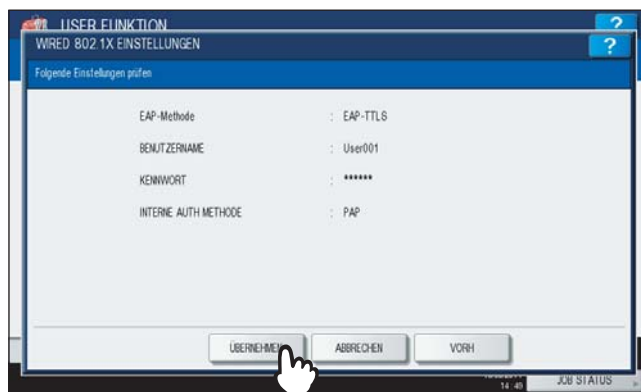 USER FUNKTION
?
WIRED 802.1X EINSTELLUNGEN
?
Folgende Einstellungen prüfen
EAP-Methode : EAP-TTLS
BENUTZERNAME : User001
KENNWORT : ******
INTERNE AUTH METHODE : PAP
ÜBERNEHMEN
ABBRECHEN
VORH
14:49
JOB STATUS